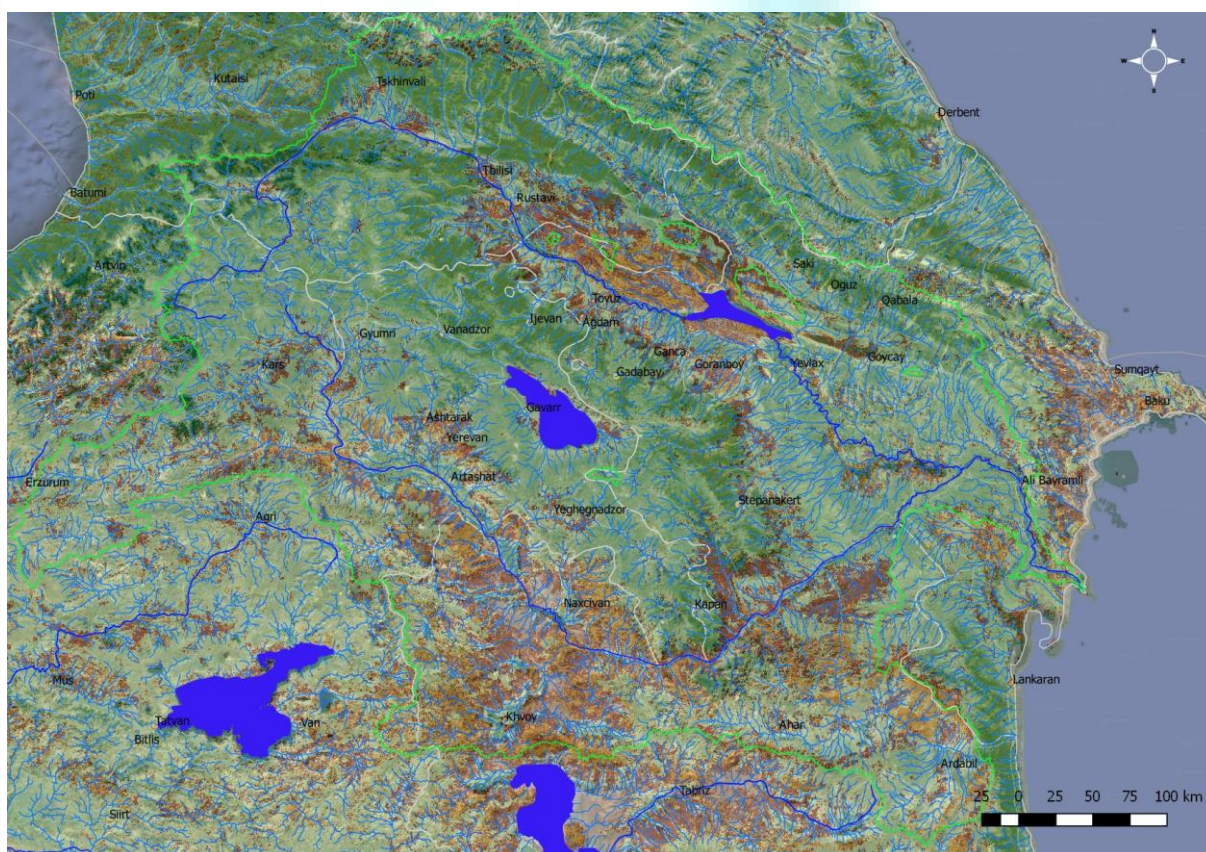 N
W E
S
Kutaisi
Tskhinvali
Poti
Derbent
Tbilisi
Batumi
Rustavi
Artvin
Saki
Oguz
Qabala
Tovuz
Ijevan
Agdam
Gyumri
Vanadzor
Ganca
Goranboy
Yevlax
Goycay
Kars
Gadabay
Sumqayt
Gavarr
Baku
Ashtarak
Yerevan
Artashat
Erzurum
Ali Bayramli
Stepanakert
Agri
Yeghegnadzor
Naxcivan
Kapan
Mus
Lankaran
Tatvan
Van
Khvoy
Ahar
Bitlis
Ardabil
Tabriz
25 0 25 50 75 100 km
Siirt